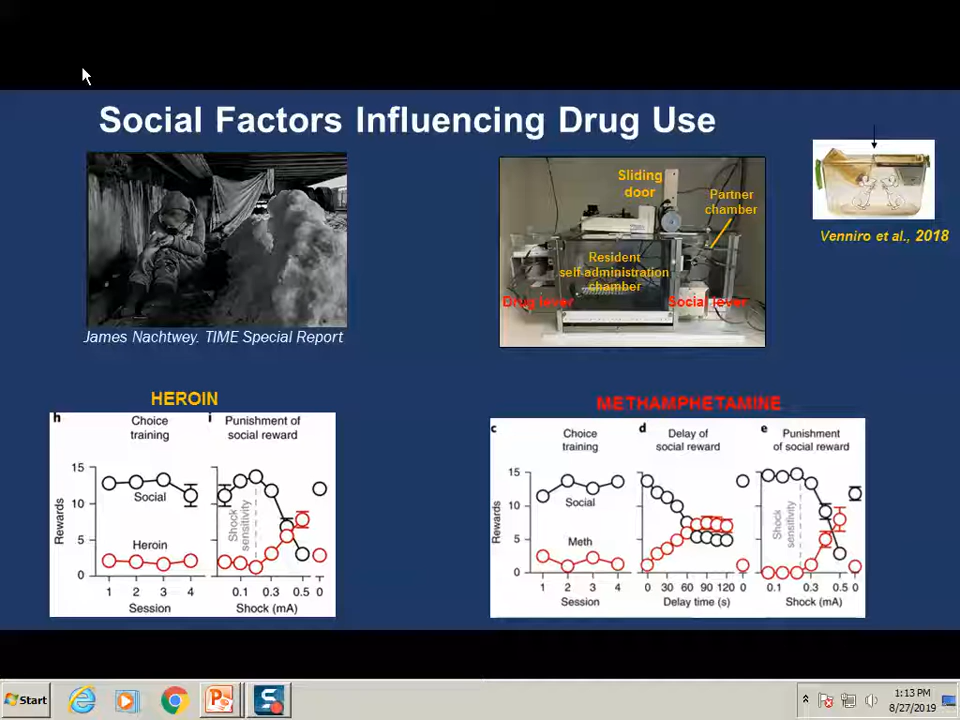 Social Factors Influencing Drug Use
James Nachtwey. TIME Special Report
Sliding
door
Partner
chamber
Resident
self-administration
chamber
Drug lever
Social lever
Venniro et al., 2018
HEROIN
h
Choice
training
i
Punishment of
social reward
Rewards
15
10
5
0
Social
Heroin
Shock
sensitivity
1 2 3 4
0.1 0.3 0.5 0
Session
Shock (mA)
METHAMPHETAMINE
c
Choice
training
d
Delay of
social reward
e
Punishment
of social reward
Rewards
15
10
5
0
Social
Meth
Shock
sensitivity
1 2 3 4
0 30 60 90 120 0
0.1 0.3 0.5 0
Session
Delay time (s)
Shock (mA)
Start
1:13 PM
8/27/2019